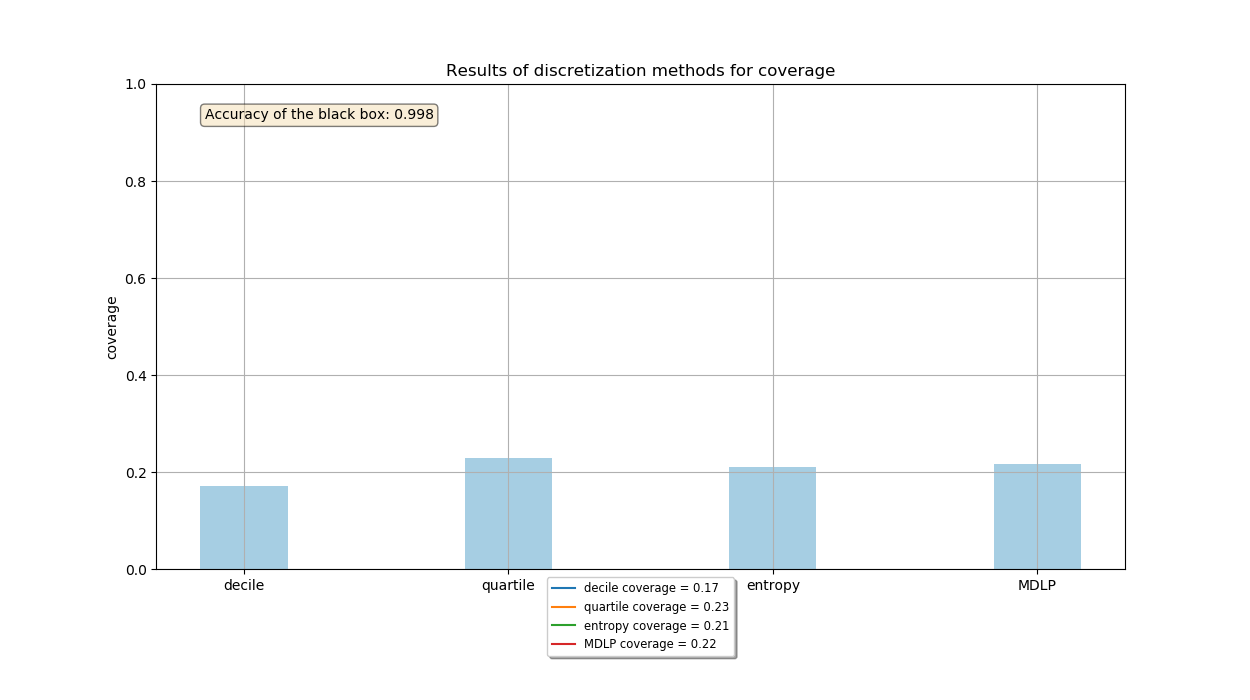 Results of discretization methods for coverage
Accuracy of the black box: 0.998
1.0
0.8
0.6
0.4
0.2
0.0
coverage
decile
quartile
entropy
MDLP
decile coverage = 0.17
quartile coverage = 0.23
entropy coverage = 0.21
MDLP coverage = 0.22